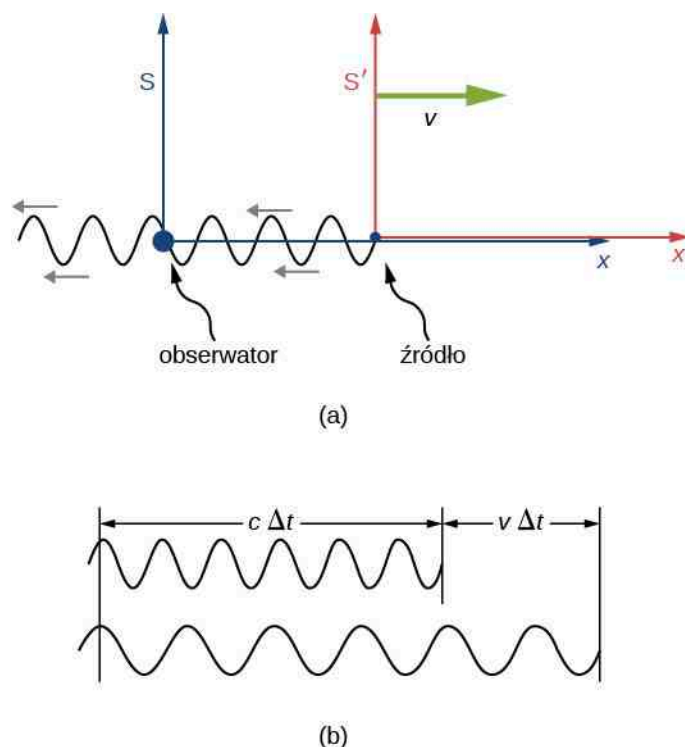 S
S′
v
x
x
obserwator
źródło
(a)
c Δt
v Δt
(b)